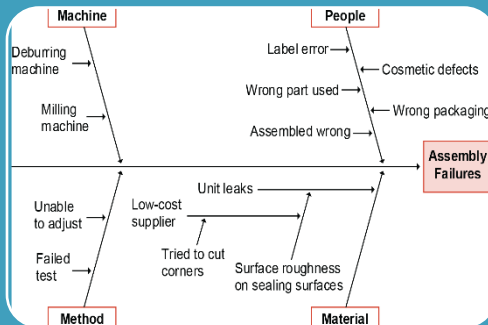 Machine
People
Deburring
machine
Milling
machine
Label error
Cosmetic defects
Wrong part used
Wrong packaging
Assembled wrong
Assembly
Failures
Unable
to adjust
Failed
test
Unit leaks
Low-cost
supplier
Tried to cut
corners
Surface roughness
on sealing surfaces
Method
Material